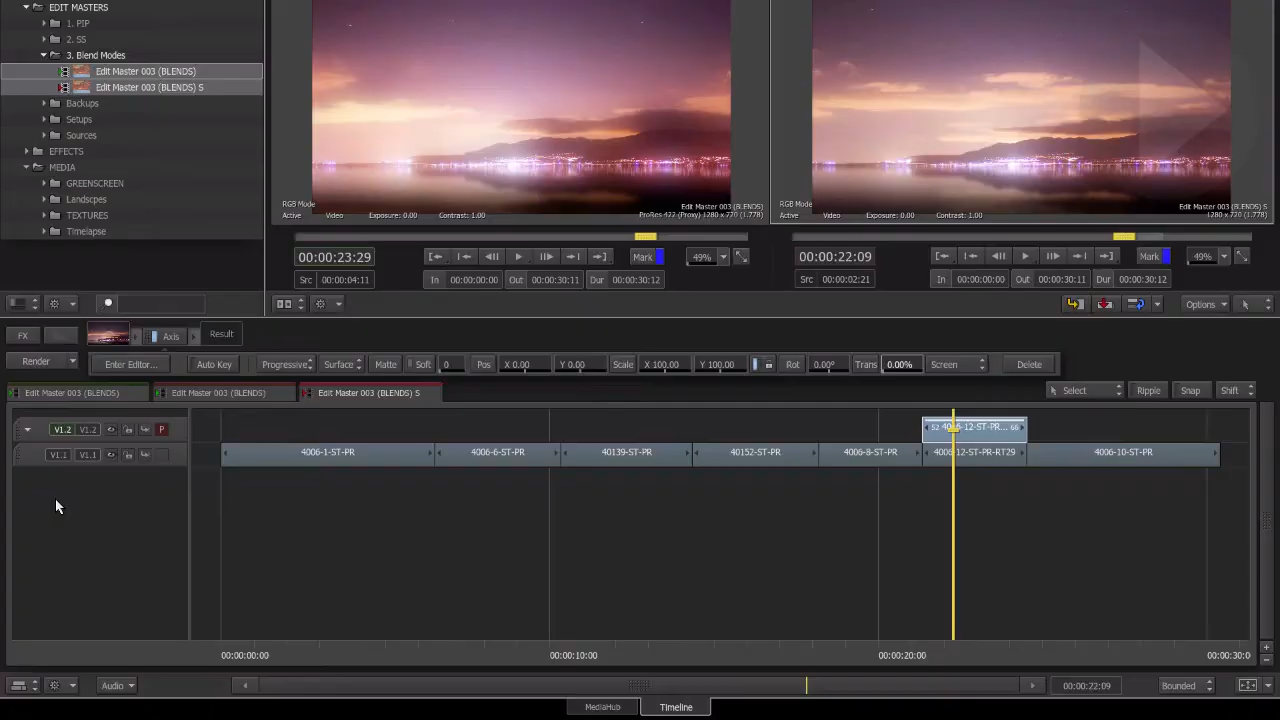 EDIT MASTERS
1. PIP
2. SS
3. Blend Modes
Edit Master 003 (BLENDS)
Edit Master 003 (BLENDS) S
Backups
Setups
Sources
EFFECTS
MEDIA
GREENSCREEN
Landscpes
TEXTURES
Timelapse
RGB Mode
Edit Master 003 (BLENDS)
Active Video Exposure: 0.00 Contrast: 1.00 ProRes 422 (Proxy) 1280 x 720 (1.778)
RGB Mode
Edit Master 003 (BLENDS) S
Active Video Exposure: 0.00 Contrast: 1.00 1280 x 720 (1.778)
00:00:23:29 Mark 49%
Src 00:00:04:11 In 00:00:00:00 Out 00:00:30:11 Dur 00:00:30:12
00:00:22:09 Mark 49%
Src 00:00:02:21 In 00:00:00:00 Out 00:00:30:11 Dur 00:00:30:12
Options
FX Axis Result
Render Enter Editor... Auto Key Progressive Surface Matte Soft 0 Pos X 0.00 Y 0.00 Scale X 100.00 Y 100.00 Rot 0.00° Trans 0.00% Screen Delete
Edit Master 003 (BLENDS) Edit Master 003 (BLENDS) Edit Master 003 (BLENDS) S Select Ripple Snap Shift
V1.2 V1.2 P 52 66
V1.1 V1.1 4006-1-ST-PR 4006-6-ST-PR 40139-ST-PR 40152-ST-PR 4006-8-ST-PR 4006-10-ST-PR
00:00:00:00 00:00:10:00 00:00:20:00 00:00:30:0
Audio 00:00:22:09 Bounded
MediaHub Timeline